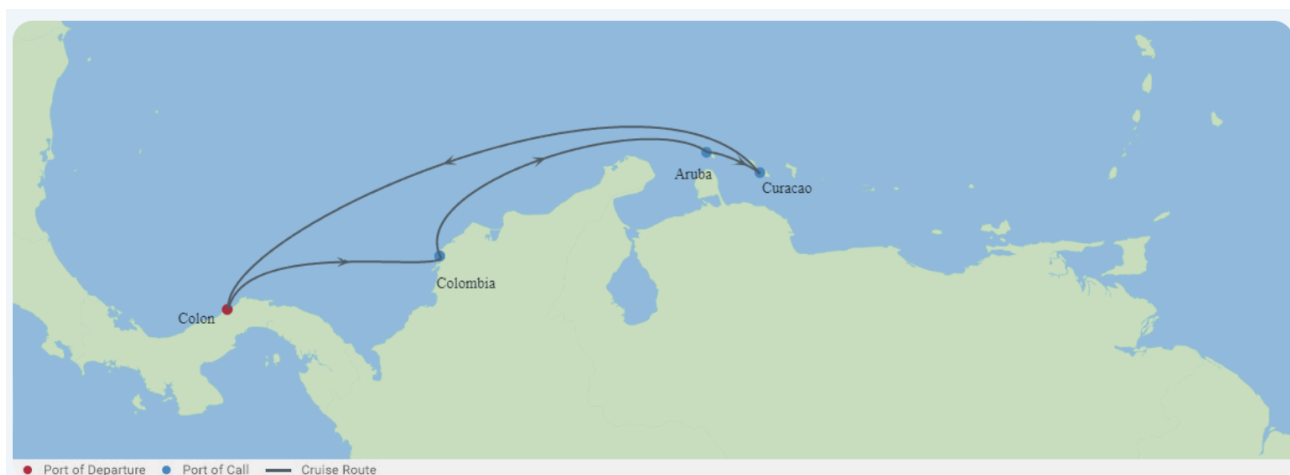 Aruba
Curacao
Colombia
Colon
Port of Departure
Port of Call
Cruise Route